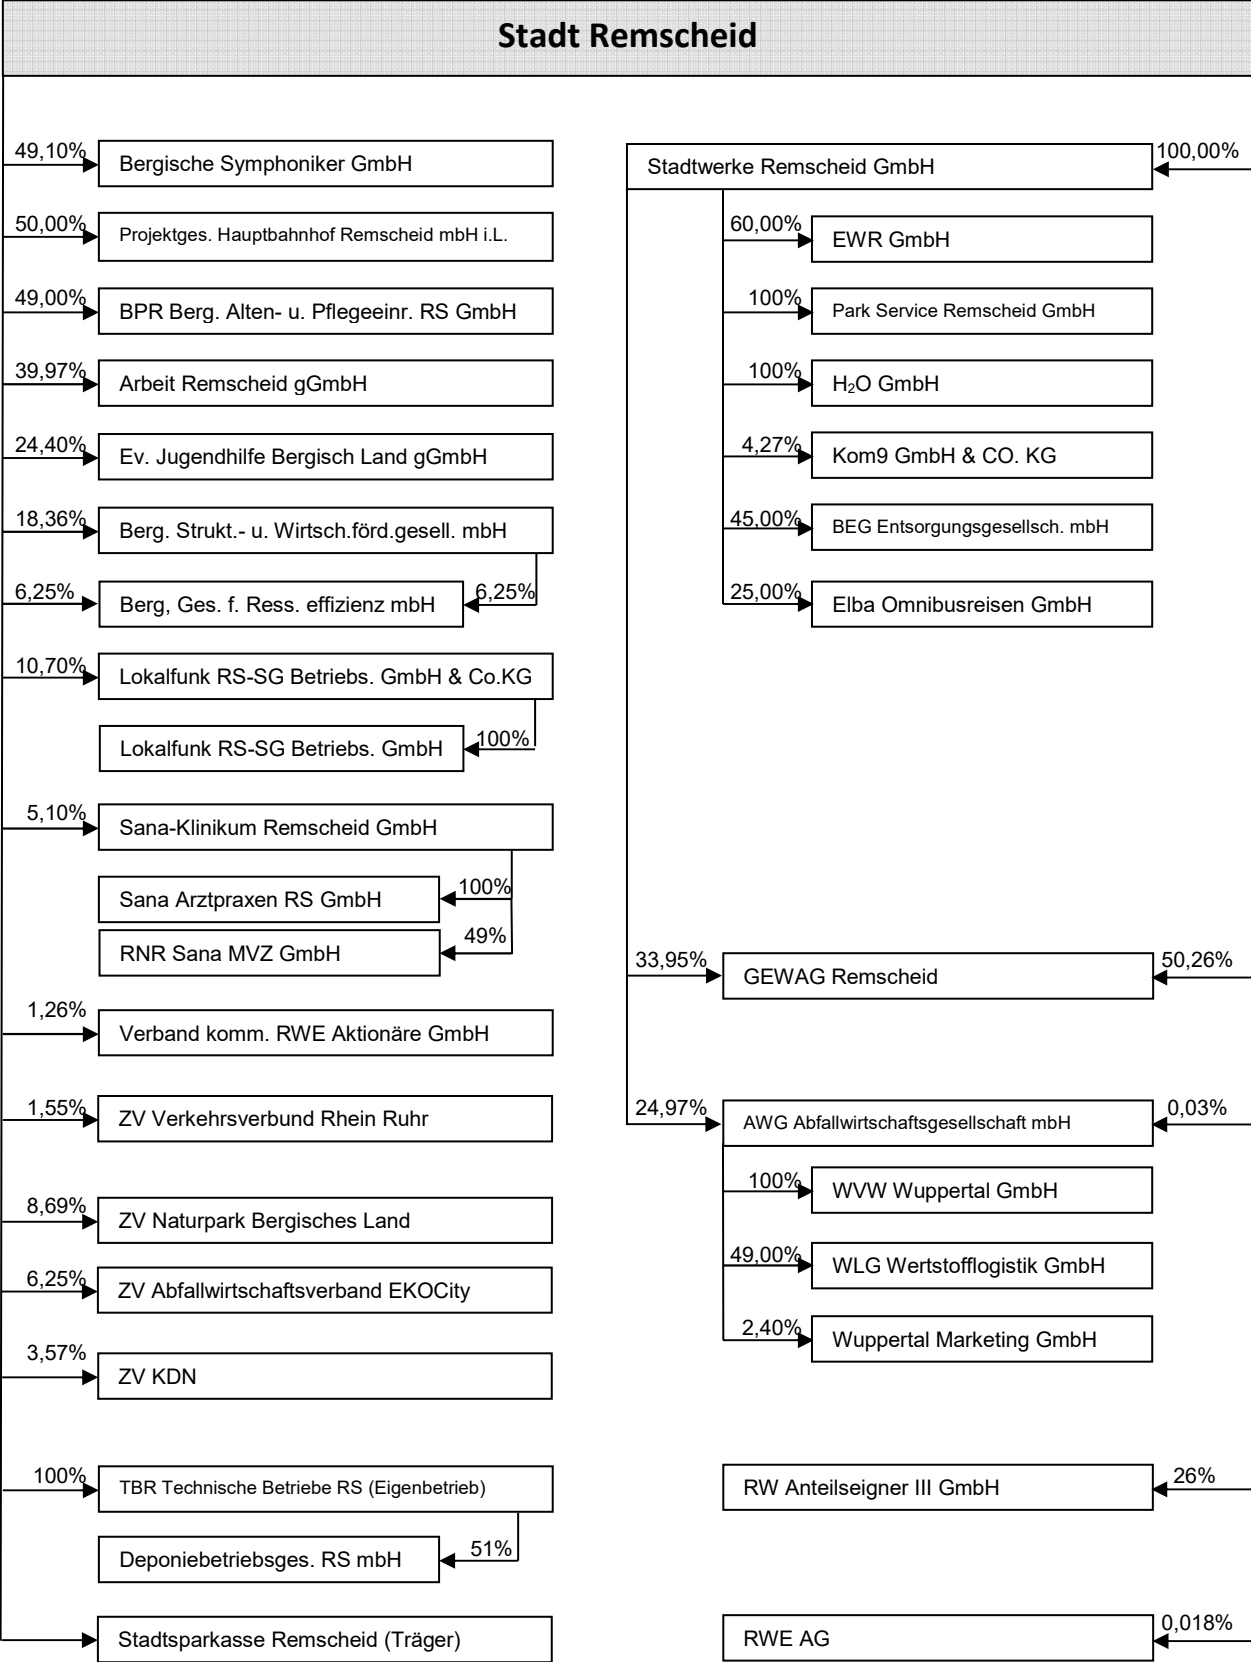 Stadt Remscheid
49,10%
Bergische Symphoniker GmbH
50,00%
Projektges. Hauptbahnhof Remscheid mbH i.L.
49,00%
BPR Berg. Alten- u. Pflegeeinr. RS GmbH
39,97%
Arbeit Remscheid gGmbH
24,40%
Ev. Jugendhilfe Bergisch Land gGmbH
18,36%
Berg. Strukt.- u. Wirtsch.förd.gesell. mbH
6,25%
Berg, Ges. f. Ress. effizienz mbH
6,25%
10,70%
Lokalfunk RS-SG Betriebs. GmbH & Co.KG
Lokalfunk RS-SG Betriebs. GmbH
100%
5,10%
Sana-Klinikum Remscheid GmbH
Sana Arztpraxen RS GmbH
100%
RNR Sana MVZ GmbH
49%
1,26%
Verband komm. RWE Aktionäre GmbH
1,55%
ZV Verkehrsverbund Rhein Ruhr
8,69%
ZV Naturpark Bergisches Land
6,25%
ZV Abfallwirtschaftsverband EKOCity
3,57%
ZV KDN
100%
TBR Technische Betriebe RS (Eigenbetrieb)
Deponiebetriebsges. RS mbH
51%
Stadtsparkasse Remscheid (Träger)
Stadtwerke Remscheid GmbH
100,00%
60,00%
EWR GmbH
100%
Park Service Remscheid GmbH
100%
H₂O GmbH
4,27%
Kom9 GmbH & CO. KG
45,00%
BEG Entsorgungsgesellsch. mbH
25,00%
Elba Omnibusreisen GmbH
33,95%
GEWAG Remscheid
50,26%
24,97%
AWG Abfallwirtschaftsgesellschaft mbH
0,03%
100%
WVW Wuppertal GmbH
49,00%
WLG Wertstofflogistik GmbH
2,40%
Wuppertal Marketing GmbH
RW Anteilseigner III GmbH
26%
RWE AG
0,018%